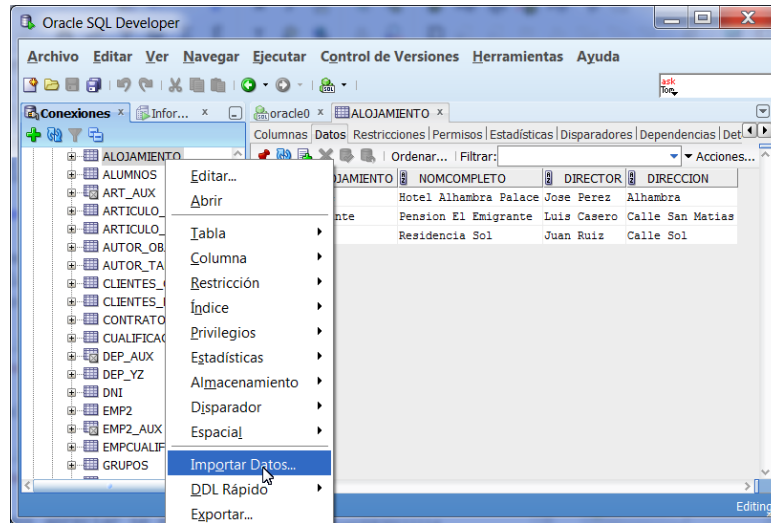 Oracle SQL Developer
Archivo Editar Ver Navegar Ejecutar Control de Versiones Herramientas Ayuda
ask
Tom
Conexiones Infor... oracle0 ALOJAMIENTO
Columnas Datos Restricciones Permisos Estadísticas Disparadores Dependencias Det
Ordenar... Filtrar: Acciones...
ALOJAMIENTO
ALUMNOS
ART_AUX
ARTICULO_
ARTICULO_
AUTOR_OB
AUTOR_TA
CLIENTES_
CLIENTES_
CONTRATO
CUALIFICAC
DEP_AUX
DEP_YZ
DNI
EMP2
EMP2_AUX
EMPCUALIF
GRUPOS
Editar...
Abrir
Tabla
Columna
Restricción
Índice
Privilegios
Estadísticas
Almacenamiento
Disparador
Espacial
Importar Datos...
DDL Rápido
Exportar...
JAMIENTO NOMCOMPLETO DIRECTOR DIRECCION
Hotel Alhambra Palace Jose Perez Alhambra
nte Pension El Emigrante Luis Casero Calle San Matias
Residencia Sol Juan Ruiz Calle Sol
Editing